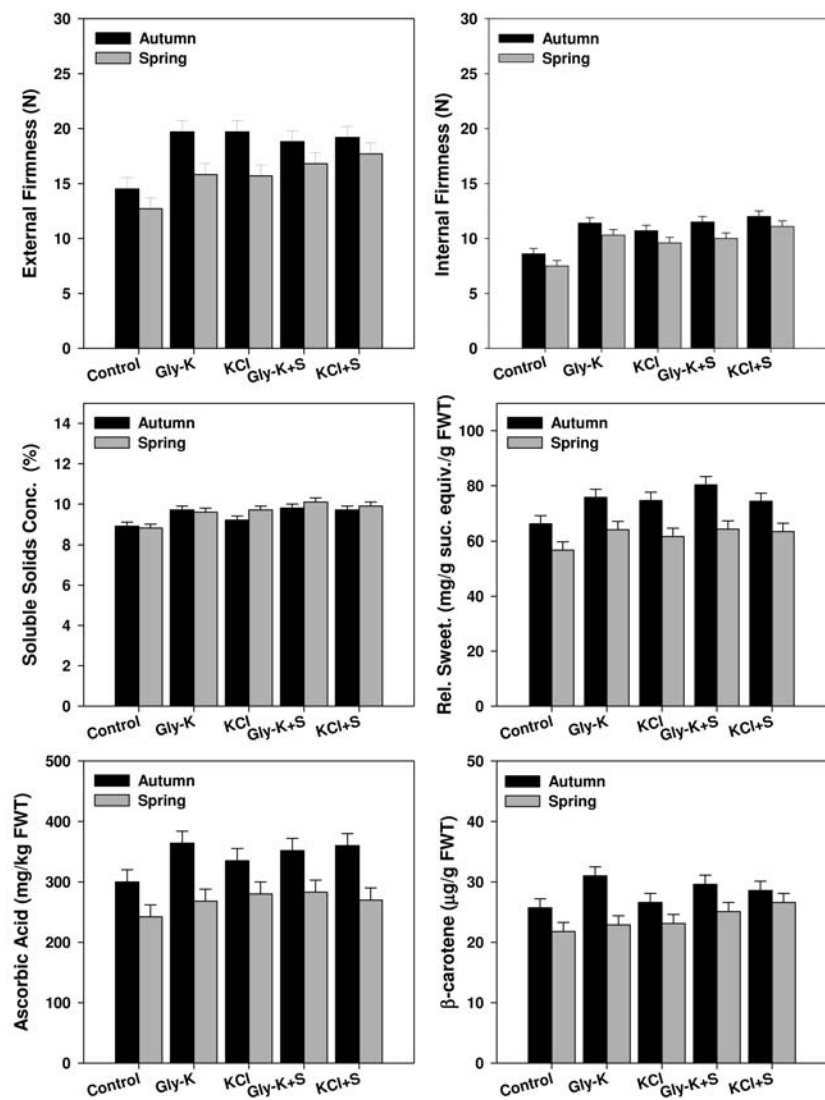 External Firmness (N)
30
25
20
15
10
5
0
Autumn
Spring
Control
Gly-K
KCl
Gly-K+S
KCl+S
Internal Firmness (N)
30
25
20
15
10
5
0
Autumn
Spring
Control
Gly-K
KCl
Gly-K+S
KCl+S
Soluble Solids Conc. (%)
14
12
10
8
6
4
2
0
Autumn
Spring
Control
Gly-K
KCl
Gly-K+S
KCl+S
Rel. Sweet. (mg/g suc. equiv./g FWT)
100
80
60
40
20
0
Autumn
Spring
Control
Gly-K
KCl
Gly-K+S
KCl+S
Ascorbic Acid (mg/kg FWT)
500
400
300
200
100
0
Autumn
Spring
Control
Gly-K
KCl
Gly-K+S
KCl+S
β-carotene (μg/g FWT)
50
40
30
20
10
0
Autumn
Spring
Control
Gly-K
KCl
Gly-K+S
KCl+S